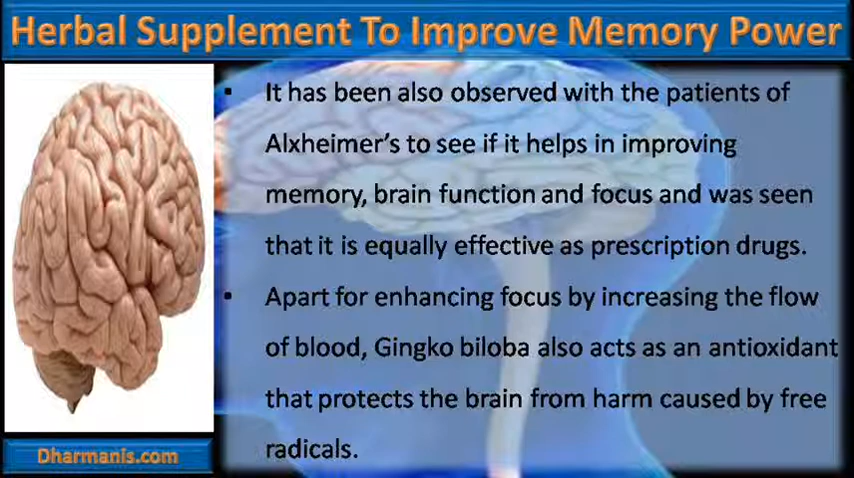 Herbal Supplement To Improve Memory Power
▪ It has been also observed with the patients of
Alxheimer's to see if it helps in improving
memory, brain function and focus and was seen
that it is equally effective as prescription drugs.
▪ Apart for enhancing focus by increasing the flow
of blood, Gingko biloba also acts as an antioxidant
that protects the brain from harm caused by free
radicals.
Dharmanis.com